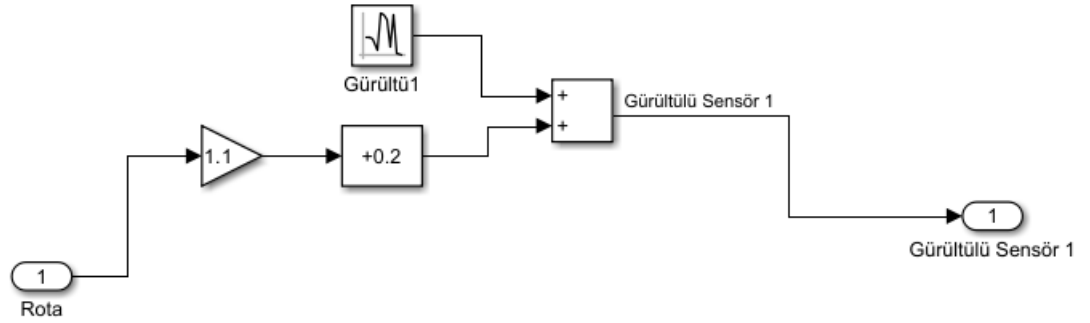 Gürültü1
+
+
Gürültülü Sensör 1
1.1
+0.2
1
Gürültülü Sensör 1
1
Rota